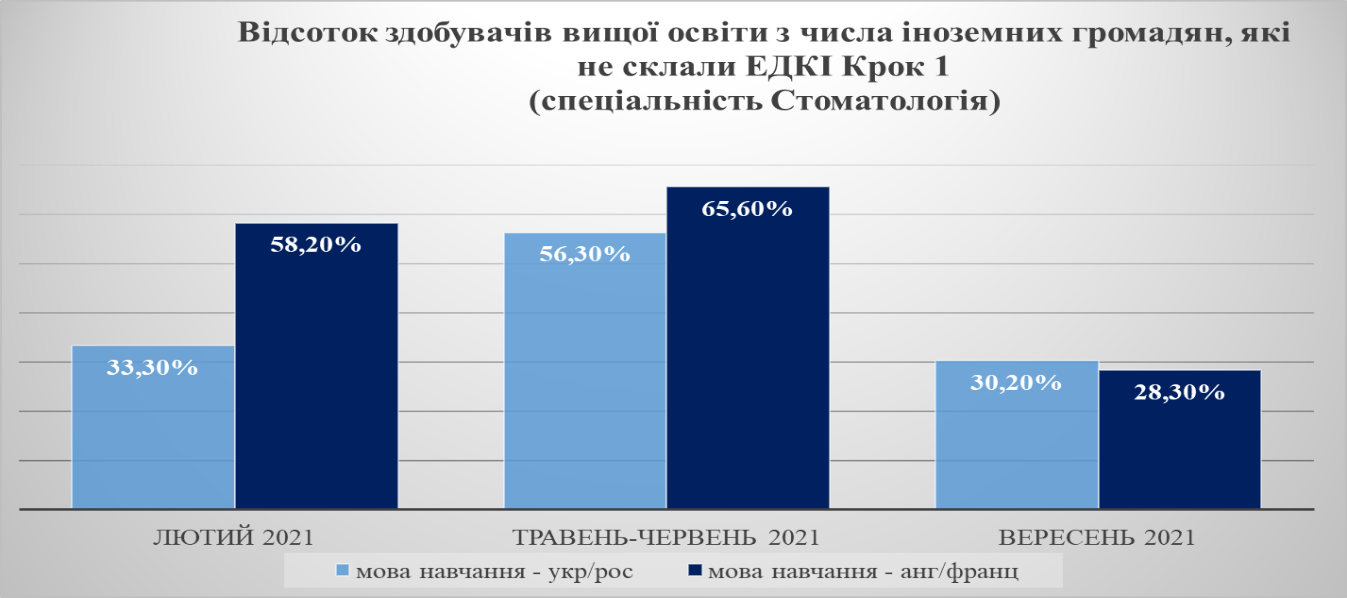 Відсоток здобувачів вищої освіти з числа іноземних громадян, які
не склали ЕДКІ Крок 1
(спеціальність Стоматологія)
33,30%
58,20%
56,30%
65,60%
30,20%
28,30%
ЛЮТИЙ 2021
ТРАВЕНЬ-ЧЕРВЕНЬ 2021
ВЕРЕСЕНЬ 2021
мова навчання - укр/рос
мова навчання - анг/франц